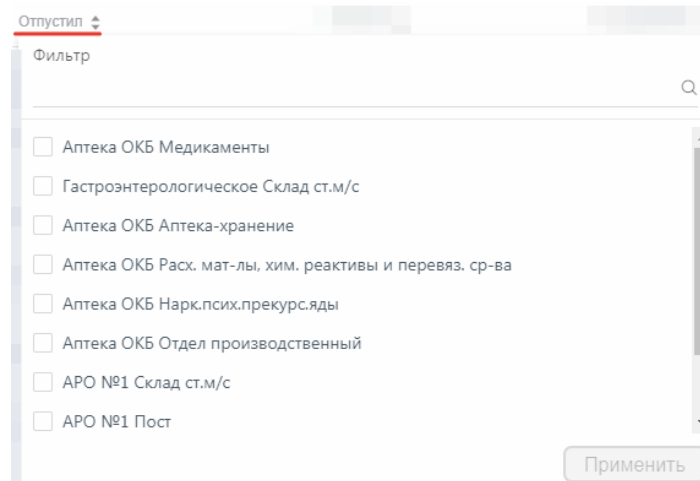 Отпустил
Фильтр
Аптека ОКБ Медикаменты
Гастроэнтерологическое Склад ст.м/с
Аптека ОКБ Аптека-хранение
Аптека ОКБ Расх. мат-лы, хим. реактивы и перевяз. ср-ва
Аптека ОКБ Нарк.псих.прекурс.яды
Аптека ОКБ Отдел производственный
АРО №1 Склад ст.м/с
АРО №1 Пост
Применить